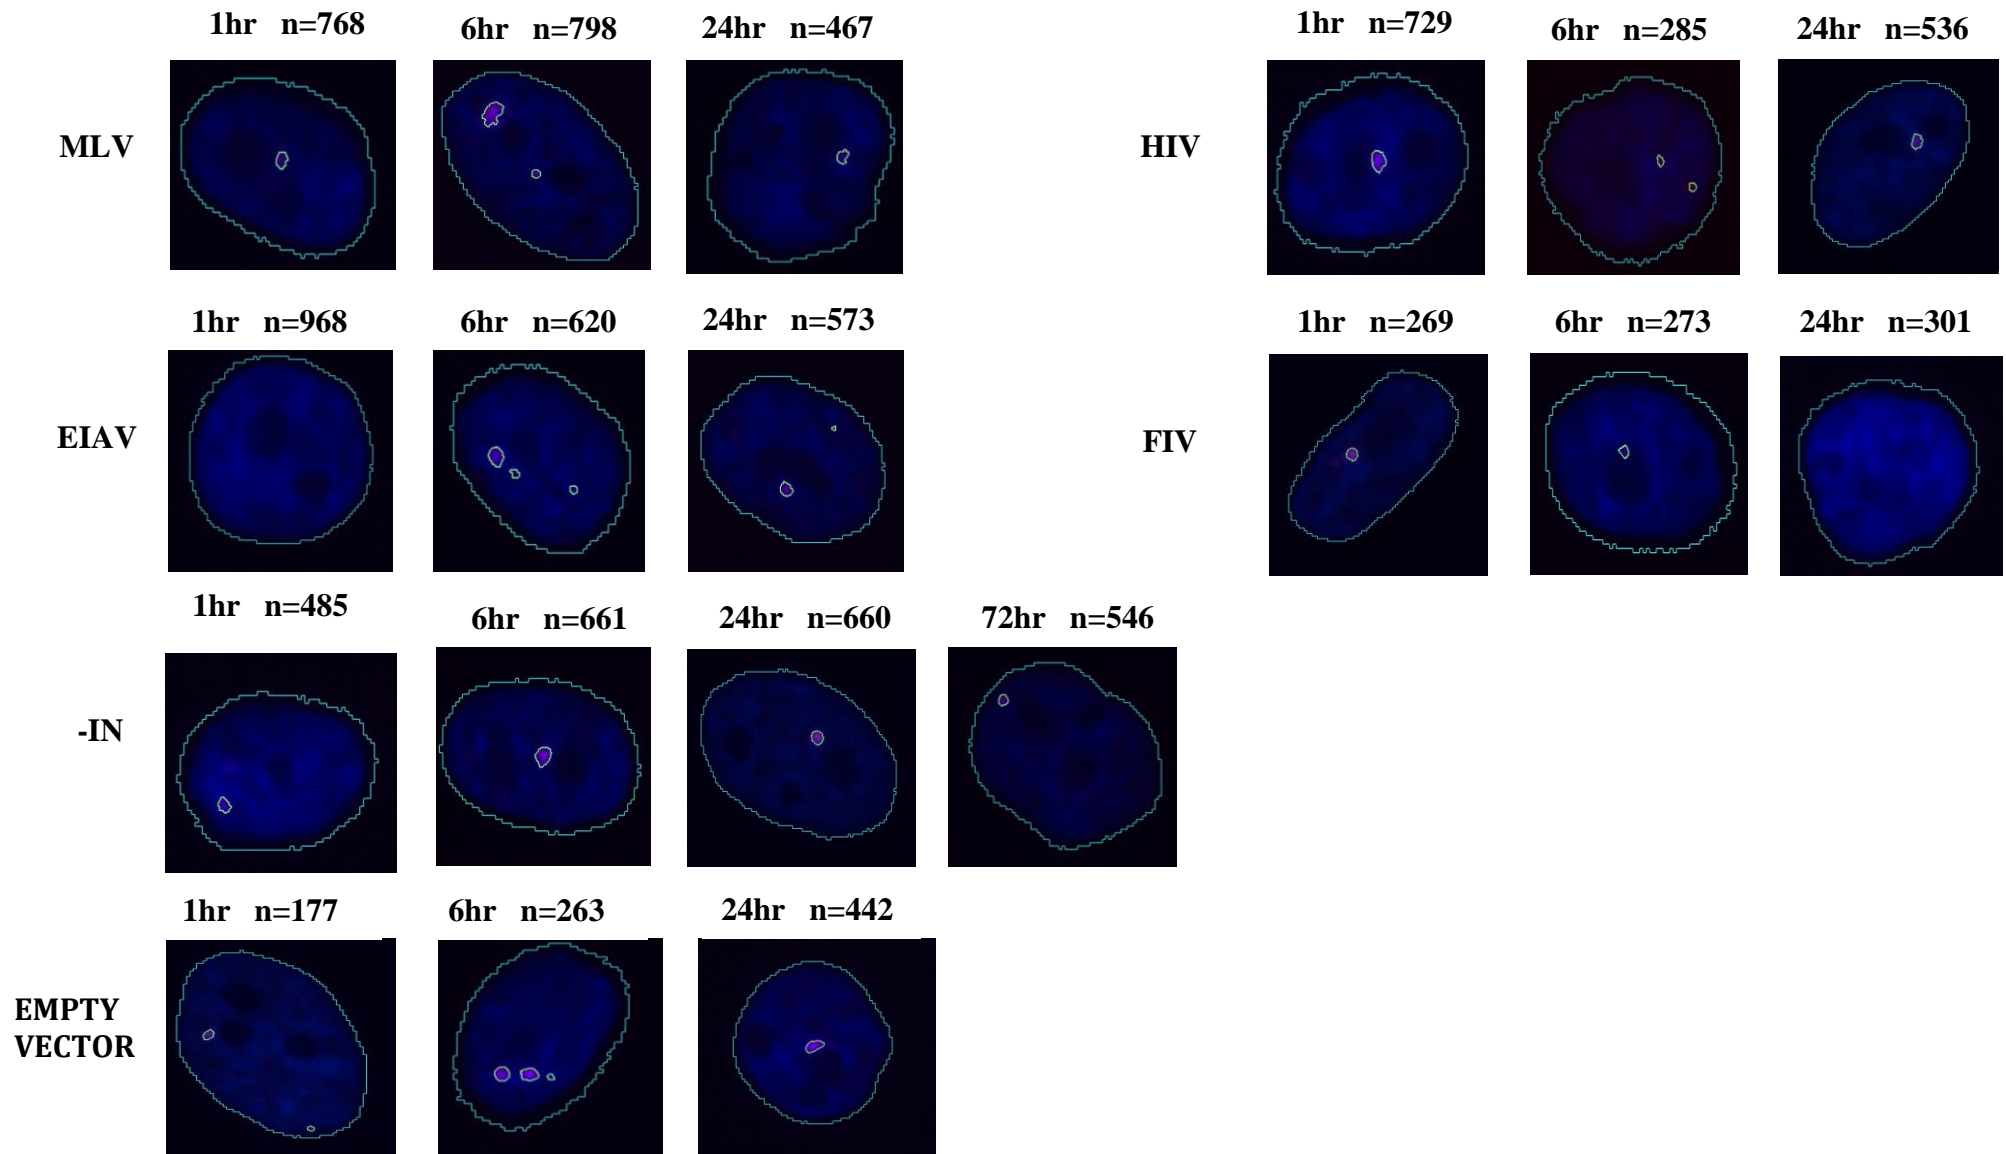 1hr n=768
6hr n=798
24hr n=467
1hr n=729
6hr n=285
24hr n=536
MLV
HIV
1hr n=968
6hr n=620
24hr n=573
1hr n=269
6hr n=273
24hr n=301
EIAV
FIV
1hr n=485
6hr n=661
24hr n=660
72hr n=546
-IN
1hr n=177
6hr n=263
24hr n=442
EMPTY
VECTOR